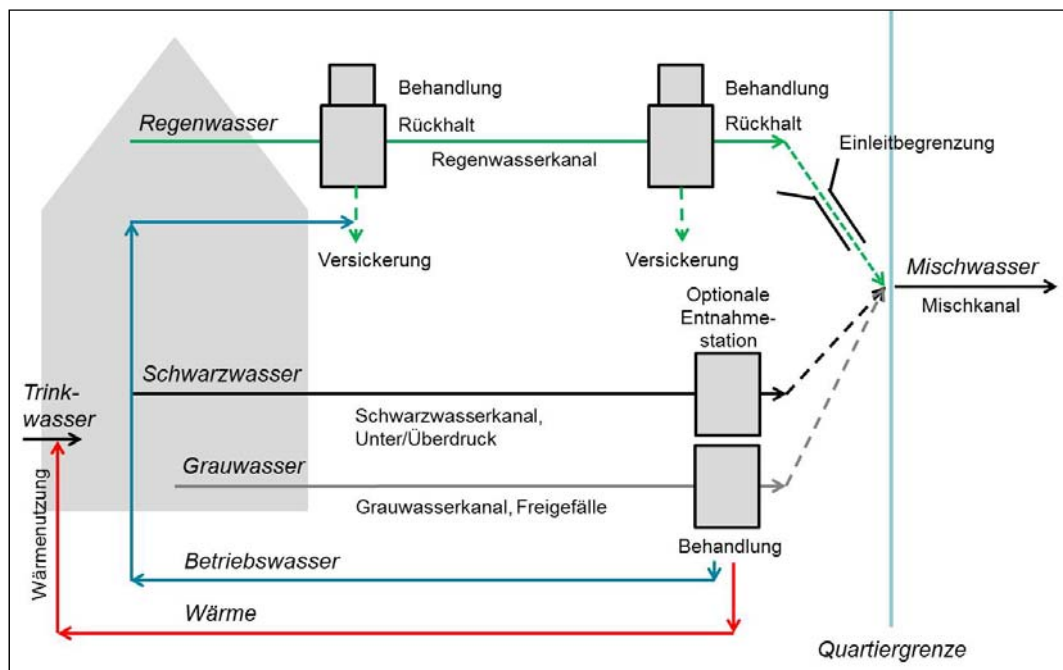 Behandlung
Behandlung
Regenwasser
Rückhalt
Rückhalt
Regenwasserkanal
Einleitbegrenzung
Versickerung
Versickerung
Mischwasser
Mischkanal
Optionale
Entnahme-
station
Schwarzwasser
Trink-
wasser
Schwarzwasserkanal,
Unter/Überdruck
Grauwasser
Grauwasserkanal, Freigefälle
Wärmenutzung
Behandlung
Betriebswasser
Wärme
Quartiergrenze